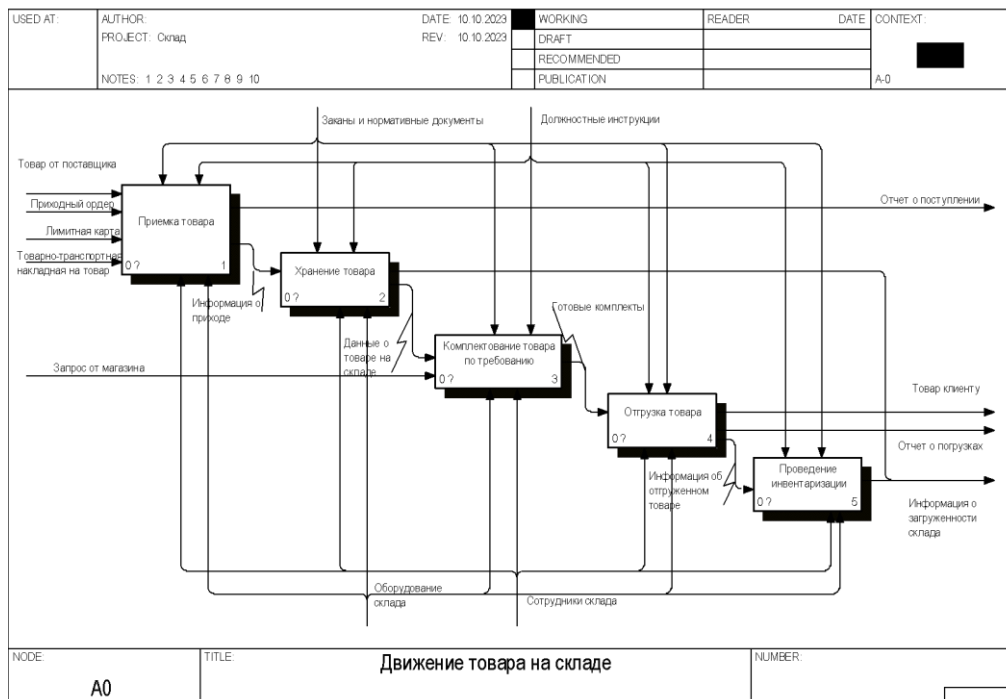 USED AT:
AUTHOR:
DATE: 10.10.2023
WORKING
READER
DATE
CONTEXT:
PROJECT: Склад
REV: 10.10.2023
DRAFT
RECOMMENDED
NOTES: 1 2 3 4 5 6 7 8 9 10
PUBLICATION
A-0
Заканы и нормативные документы
Должностные инструкции
Товар от поставщика
Приходный ордер
Лимитная карта
Товарно-транспортная
накладная на товар
Приемка товара
0 ?
1
Отчет о поступлении
Хранение товара
0 ?
2
Информация о
приходе
Готовые комплекты
Данные о
товаре на
складе
Комплектование товара
по требованию
0 ?
3
Запрос от магазина
Товар клиенту
Отгрузка товара
0 ?
4
Отчет о погрузках
Информация об
отгруженном
товаре
Проведение
инвентаризации
0 ?
5
Информация о
загруженности
склада
Оборудование
склада
Сотрудники склада
NODE:
TITLE:
NUMBER:
Движение товара на складе
A0